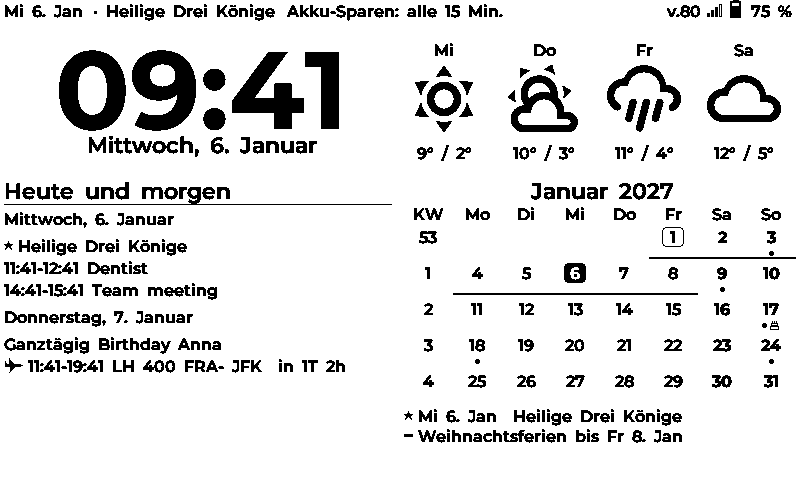 Mi 6. Jan · Heilige Drei Könige Akku-Sparen: alle 15 Min. v.80 75 %
09:41
Mittwoch, 6. Januar
Mi Do Fr Sa
9° / 2° 10° / 3° 11° / 4° 12° / 5°
Heute und morgen
Mittwoch, 6. Januar
Heilige Drei Könige
11:41-12:41 Dentist
14:41-15:41 Team meeting
Donnerstag, 7. Januar
Ganztägig Birthday Anna
11:41-19:41 LH 400 FRA- JFK in 1T 2h
Januar 2027
KW Mo Di Mi Do Fr Sa So
53 1 2 3
1 4 5 6 7 8 9 10
2 11 12 13 14 15 16 17
3 18 19 20 21 22 23 24
4 25 26 27 28 29 30 31
Mi 6. Jan Heilige Drei Könige
Weihnachtsferien bis Fr 8. Jan